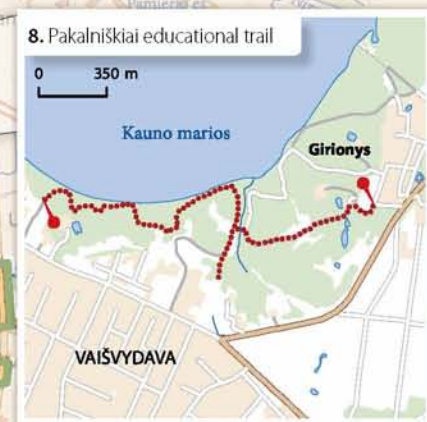 8. Pakalniškiai educational trail
0 350 m
Kauno marios
Girionys
VAIŠVYDAVA